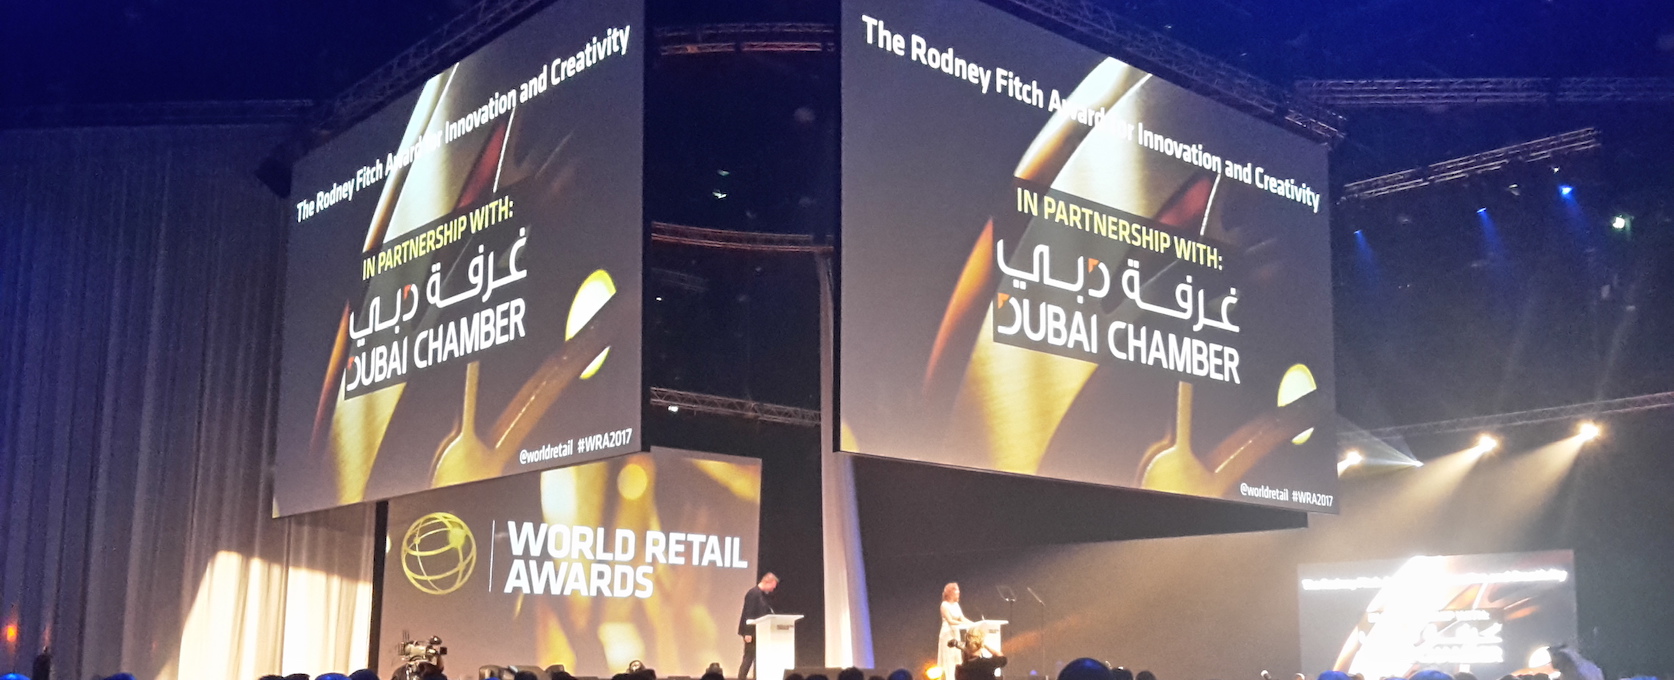 The Rodney Fitch Award for Innovation and Creativity
IN PARTNERSHIP WITH:
غرفة دبي
DUBAI CHAMBER
@worldretail #WRA2017
The Rodney Fitch Award for Innovation and Creativity
IN PARTNERSHIP WITH:
غرفة دبي
DUBAI CHAMBER
@worldretail #WRA2017
WORLD RETAIL
AWARDS